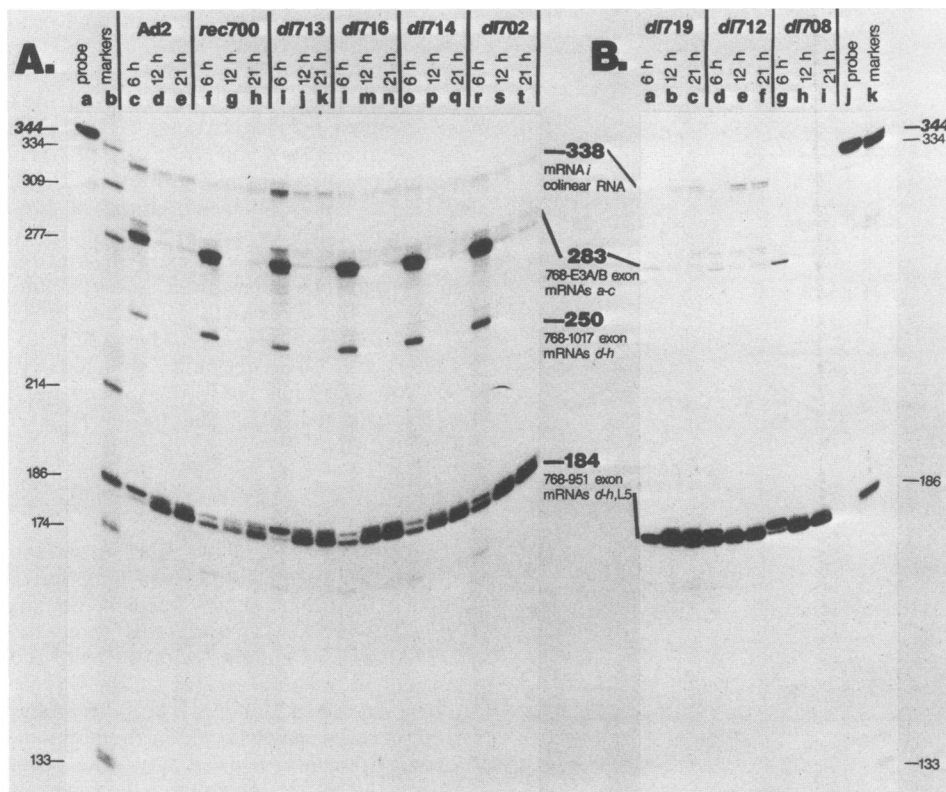 A.
Ad2 rec700 dl713 dl716 dl714 dl702
probe markers 6 h 12 h 21 h 6 h 12 h 21 h 6 h 12 h 21 h 6 h 12 h 21 h 6 h 12 h 21 h 6 h 12 h 21 h
a b c d e f g h i j k l m n o p q r s t
344
334
309
277
214
186
174
133
338
mRNA i
colinear RNA
283
768-E3A/B exon
mRNAs a-c
250
768-1017 exon
mRNAs d-h
184
768-951 exon
mRNAs d-h,L5
B.
dl719 dl712 dl708
6 h 12 h 21 h 6 h 12 h 21 h 6 h 12 h 21 h probe markers
a b c d e f g h i j k
344
334
186
133